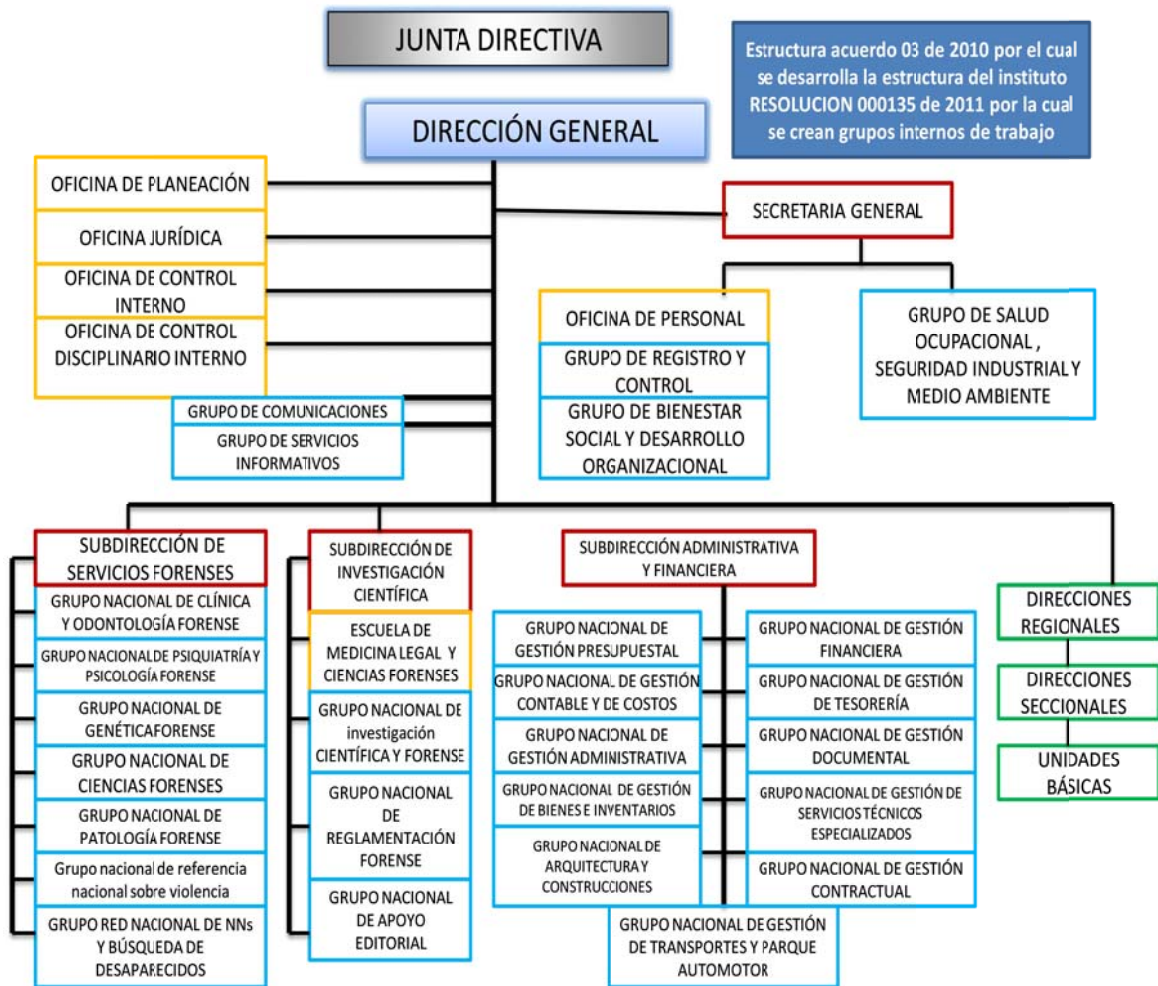 JUNTA DIRECTIVA
Estructura acuerdo 03 de 2010 por el cual
se desarrolla la estructura del instituto
RESOLUCION 000135 de 2011 por la cual
se crean grupos internos de trabajo
DIRECCIÓN GENERAL
OFICINA DE PLANEACIÓN
OFICINA JURÍDICA
OFICINA DE CONTROL
INTERNO
OFICINA DE CONTROL
DISCIPLINARIO INTERNO
GRUPO DE COMUNICACIONES
GRUPO DE SERVICIOS
INFORMATIVOS
SECRETARIA GENERAL
OFICINA DE PERSONAL
GRUPO DE REGISTRO Y
CONTROL
GRUPO DE BIENESTAR
SOCIAL Y DESARROLLO
ORGANIZACIONAL
GRUPO DE SALUD
OCUPACIONAL ,
SEGURIDAD INDUSTRIAL Y
MEDIO AMBIENTE
SUBDIRECCIÓN DE
SERVICIOS FORENSES
GRUPO NACIONAL DE CLÍNICA
Y ODONTOLOGÍA FORENSE
GRUPO NACIONAL DE PSIQUIATRÍA Y
PSICOLOGÍA FORENSE
GRUPO NACIONAL DE
GENÉTICA FORENSE
GRUPO NACIONAL DE
CIENCIAS FORENSES
GRUPO NACIONAL DE
PATOLOGÍA FORENSE
Grupo nacional de referencia
nacional sobre violencia
GRUPO RED NACIONAL DE NNs
Y BÚSQUEDA DE
DESAPARECIDOS
SUBDIRECCIÓN DE
INVESTIGACIÓN
CIENTÍFICA
ESCUELA DE
MEDICINA LEGAL Y
CIENCIAS FORENSES
GRUPO NACIONAL DE
investigación
CIENTÍFICA Y FORENSE
GRUPO NACIONAL
DE
REGLAMENTACIÓN
FORENSE
GRUPO NACIONAL
DE APOYO
EDITORIAL
SUBDIRECCIÓN ADMINISTRATIVA
Y FINANCIERA
GRUPO NACIONAL DE
GESTIÓN PRESUPUESTAL
GRUPO NACIONAL DE GESTIÓN
CONTABLE Y DE COSTOS
GRUPO NACIONAL DE
GESTIÓN ADMINISTRATIVA
GRUPO NACIONAL DE GESTIÓN
DE BIENES E INVENTARIOS
GRUPO NACIONAL DE
ARQUITECTURA Y
CONSTRUCCIONES
GRUPO NACIONAL DE GESTIÓN
FINANCIERA
GRUPO NACIONAL DE GESTIÓN
DE TESORERÍA
GRUPO NACIONAL DE GESTIÓN
DOCUMENTAL
GRUPO NACIONAL DE GESTIÓN DE
SERVICIOS TÉCNICOS
ESPECIALIZADOS
GRUPO NACIONAL DE GESTIÓN
CONTRACTUAL
GRUPO NACIONAL DE GESTIÓN
DE TRANSPORTES Y PARQUE
AUTOMOTOR
DIRECCIONES
REGIONALES
DIRECCIONES
SECCIONALES
UNIDADES
BÁSICAS